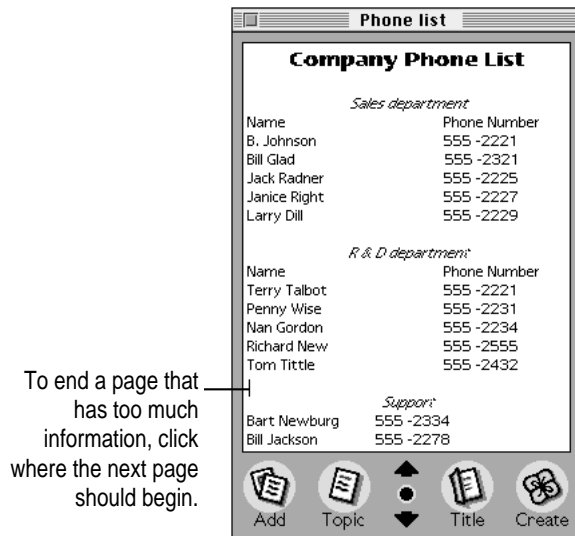 Phone list
Company Phone List
Sales department
Name Phone Number
B. Johnson 555 -2221
Bill Glad 555 -2321
Jack Radner 555 -2225
Janice Right 555 -2227
Larry Dill 555 -2229
R & D department
Name Phone Number
Terry Talbot 555 -2221
Penny Wise 555 -2231
Nan Gordon 555 -2234
Richard New 555 -2555
Tom Tittle 555 -2432
Support
Bart Newburg 555 -2334
Bill Jackson 555 -2278
Add Topic Title Create
To end a page that
has too much
information, click
where the next page
should begin.